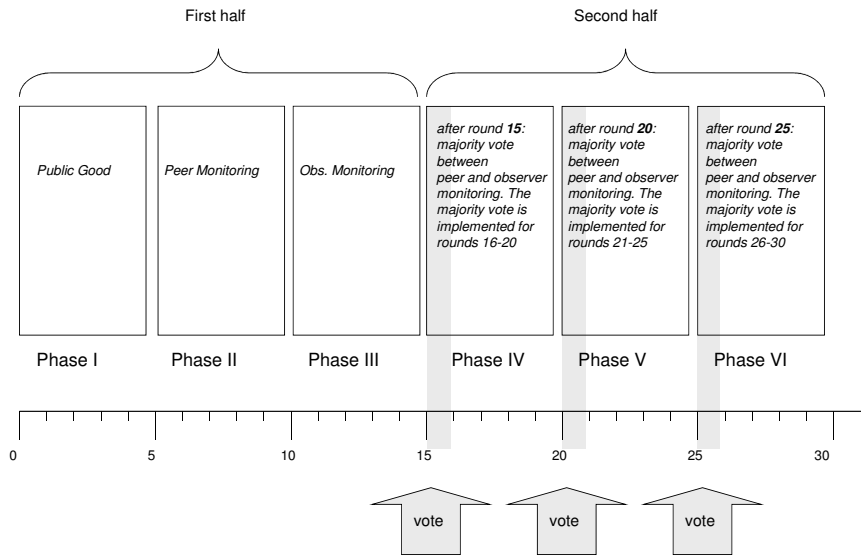 First half
Second half
Public Good
Peer Monitoring
Obs. Monitoring
after round 15:
majority vote
between
peer and observer
monitoring. The
majority vote is
implemented for
rounds 16-20
after round 20:
majority vote
between
peer and observer
monitoring. The
majority vote is
implemented for
rounds 21-25
after round 25:
majority vote
between
peer and observer
monitoring. The
majority vote is
implemented for
rounds 26-30
Phase I
Phase II
Phase III
Phase IV
Phase V
Phase VI
0
5
10
15
20
25
30
vote
vote
vote